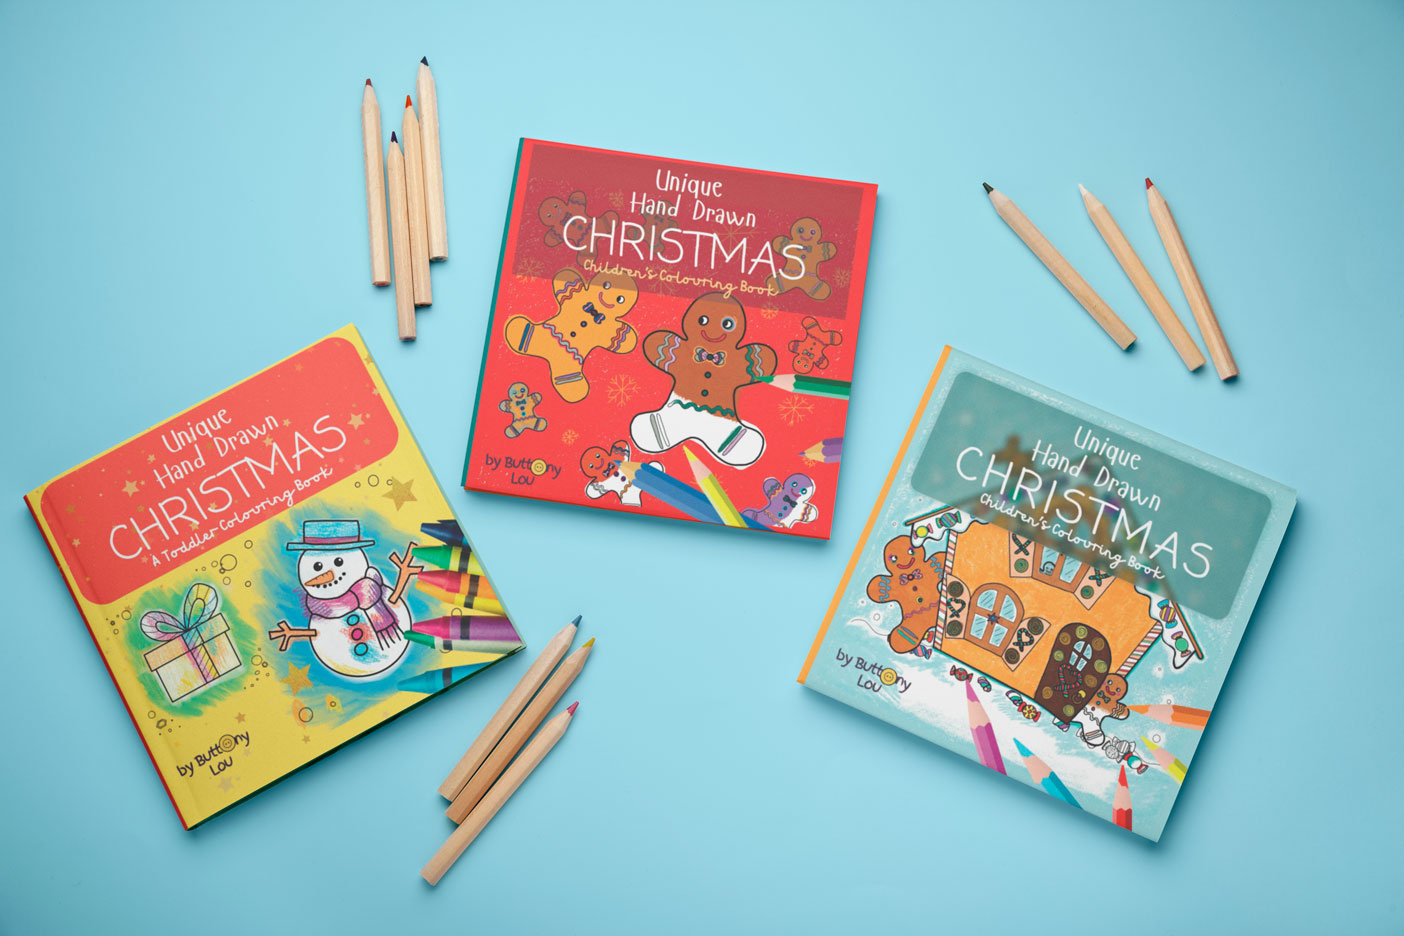 Unique
Hand Drawn
CHRISTMAS
A Toddler Colouring Book
by Buttony
Lou
Unique
Hand Drawn
CHRISTMAS
Children's Colouring Book
by Buttony
Lou
Unique
Hand Drawn
CHRISTMAS
Children's Colouring Book
by Buttony
Lou